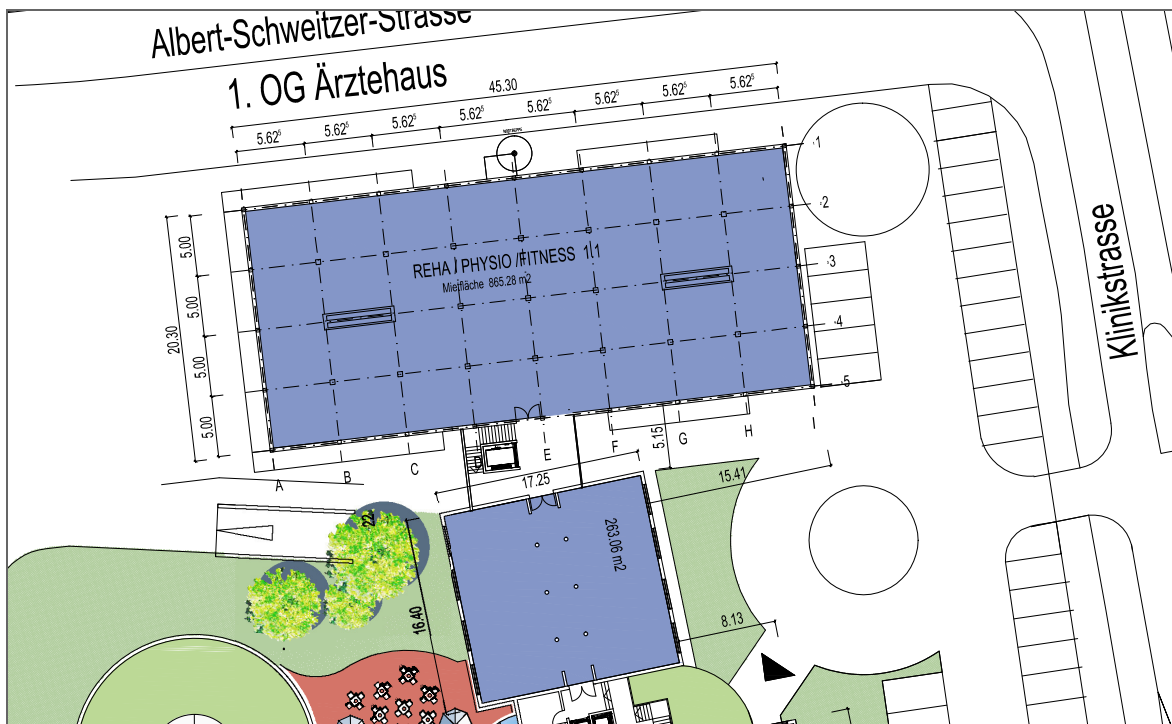 Albert-Schweitzer-Strasse
1. OG Ärztehaus
45.30
5.62⁵
5.62⁵
5.62⁵
5.62⁵
5.62⁵
5.62⁵
5.62⁵
5.62⁵
1
2
3
4
5
Klinikstrasse
20.30
5.00
5.00
5.00
5.00
REHA / PHYSIO /FITNESS 1.1
Mietfläche 865.28 m2
A
B
C
D
E
F
G
H
5.15
17.25
15.41
22
16.40
263.06 m2
8.13